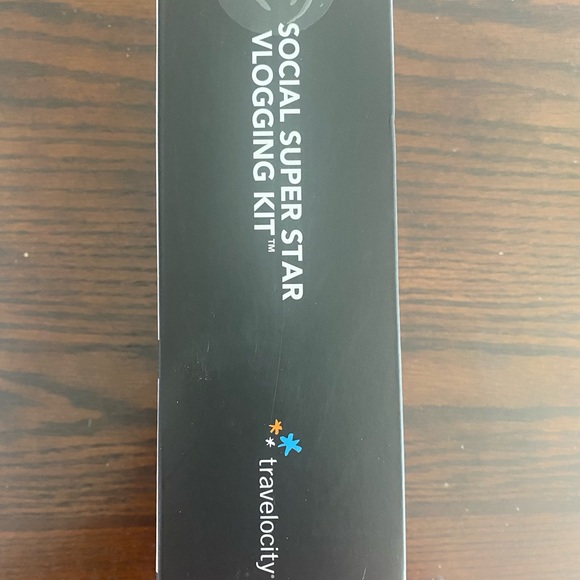 SOCIAL SUPER STAR
VLOGGING KIT™
travelocity®